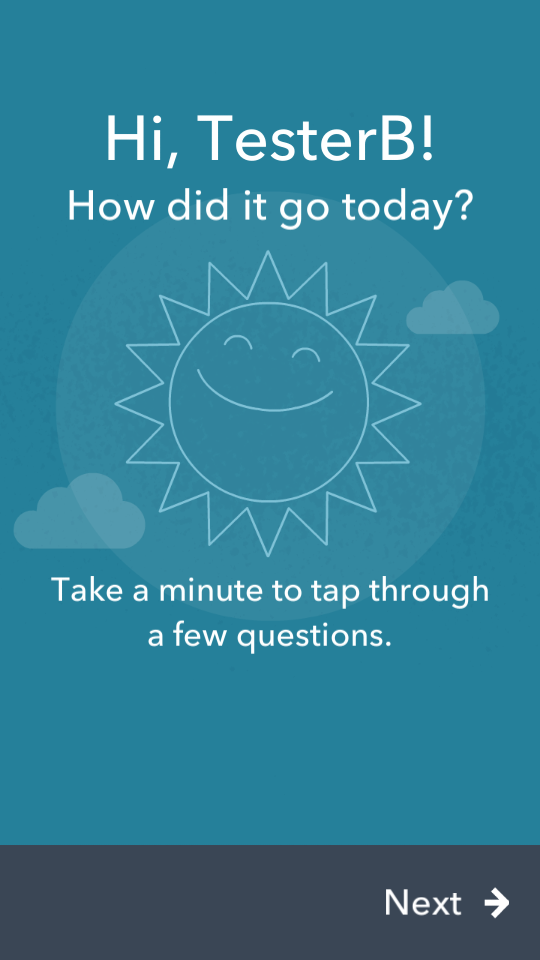 Hi, TesterB!
How did it go today?
Take a minute to tap through
a few questions.
Next